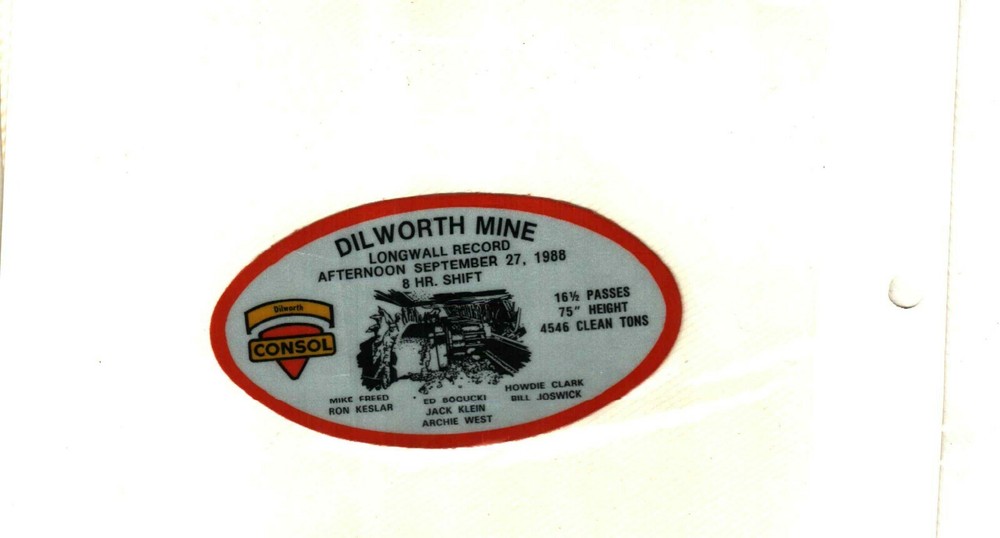 DILWORTH MINE
LONGWALL RECORD
AFTERNOON SEPTEMBER 27, 1988
8 HR. SHIFT
16½ PASSES
75" HEIGHT
4546 CLEAN TONS
Dilworth
CONSOL
MIKE FREED
RON KESLAR
ED BOGUCKI
JACK KLEIN
ARCHIE WEST
HOWDIE CLARK
BILL JOSWICK